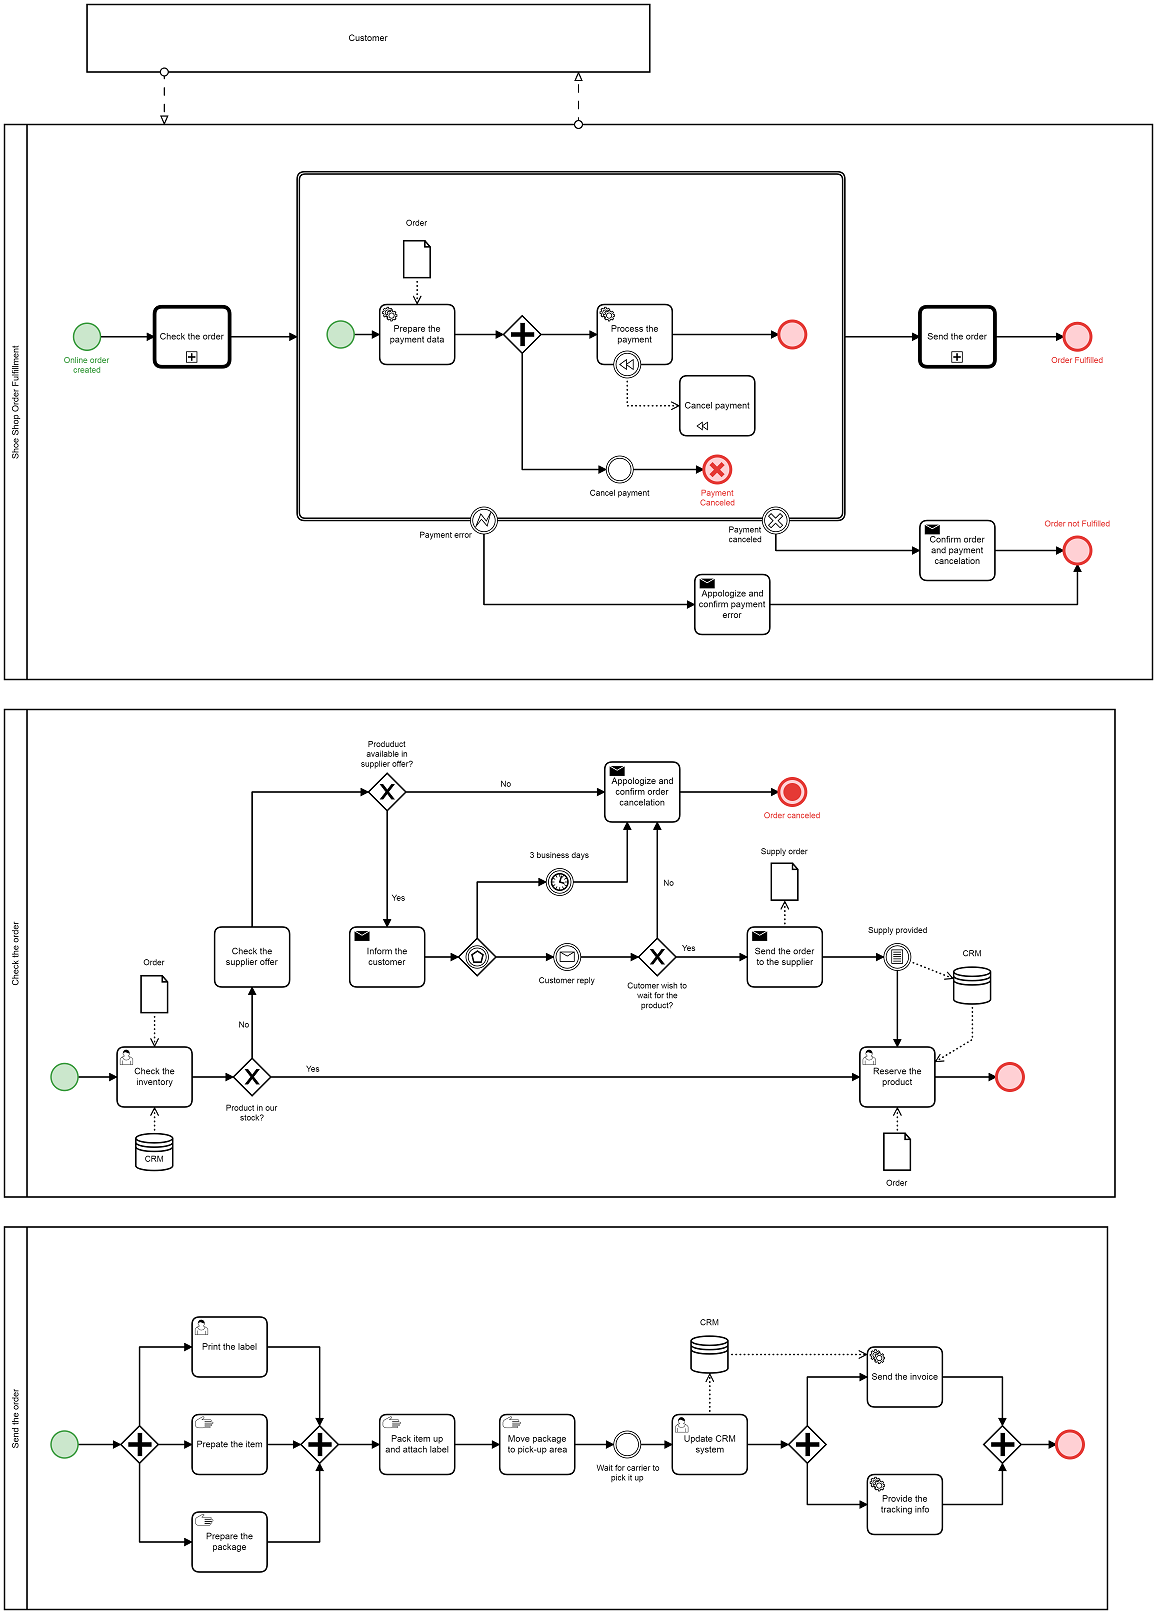 Customer
Shoe Shop Order Fulfillment
Order
Online order
created
Check the order
Prepare the
payment data
Process the
payment
Cancel payment
Cancel payment
Payment
Canceled
Send the order
Order Fulfilled
Payment error
Payment
canceled
Order not Fulfilled
Confirm order
and payment
cancelation
Appologize and
confirm payment
error
Check the order
Produduct
available in
supplier offer?
No
Appologize and
confirm order
cancelation
Order canceled
3 business days
Supply order
No
Yes
Check the
supplier offer
Inform the
customer
Customer reply
Yes
Cutomer wish to
wait for the
product?
Send the order
to the supplier
Supply provided
CRM
Order
No
Check the
inventory
Product in our
stock?
Yes
Reserve the
product
CRM
Order
Send the order
Print the label
Prepate the item
Prepare the
package
Pack item up
and attach label
Move package
to pick-up area
Wait for carrier to
pick it up
CRM
Update CRM
system
Send the invoice
Provide the
tracking info